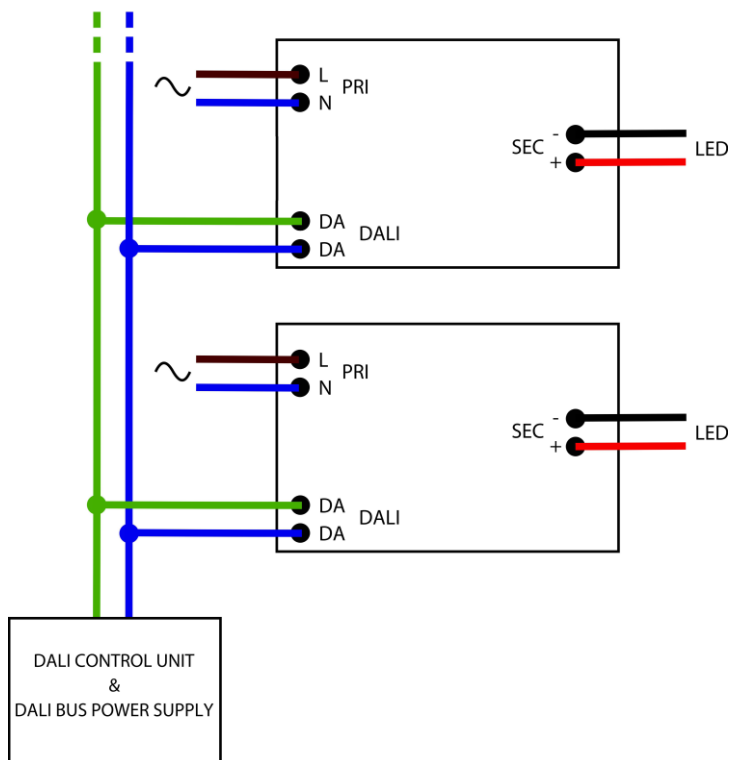 L
PRI
N
SEC
-
+
LED
DA
DALI
DA
L
PRI
N
SEC
-
+
LED
DA
DALI
DA
DALI CONTROL UNIT
&
DALI BUS POWER SUPPLY